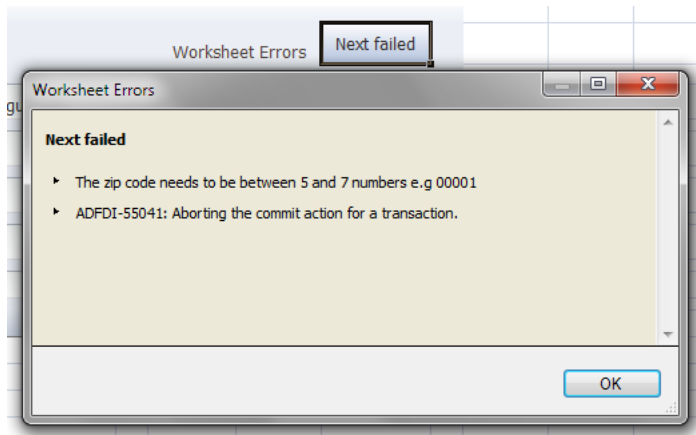 Worksheet Errors Next failed
Worksheet Errors
gu
Next failed
The zip code needs to be between 5 and 7 numbers e.g 00001
ADFDI-55041: Aborting the commit action for a transaction.
OK